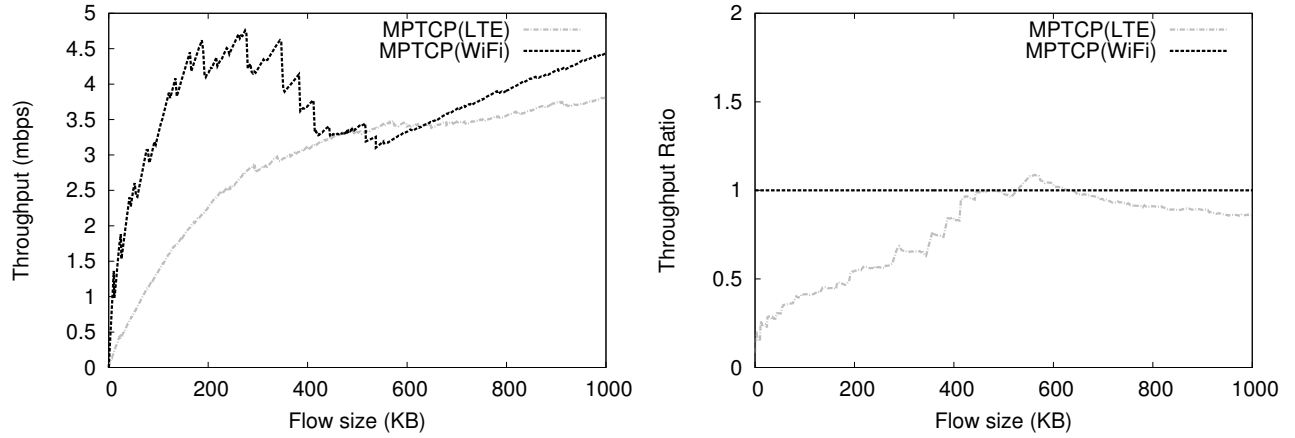 5
4.5
4
3.5
3
2.5
2
1.5
1
0.5
0
Throughput (mbps)
MPTCP(LTE)
MPTCP(WiFi)
0 200 400 600 800 1000
Flow size (KB)
2
1.5
1
0.5
0
Throughput Ratio
MPTCP(LTE)
MPTCP(WiFi)
0 200 400 600 800 1000
Flow size (KB)